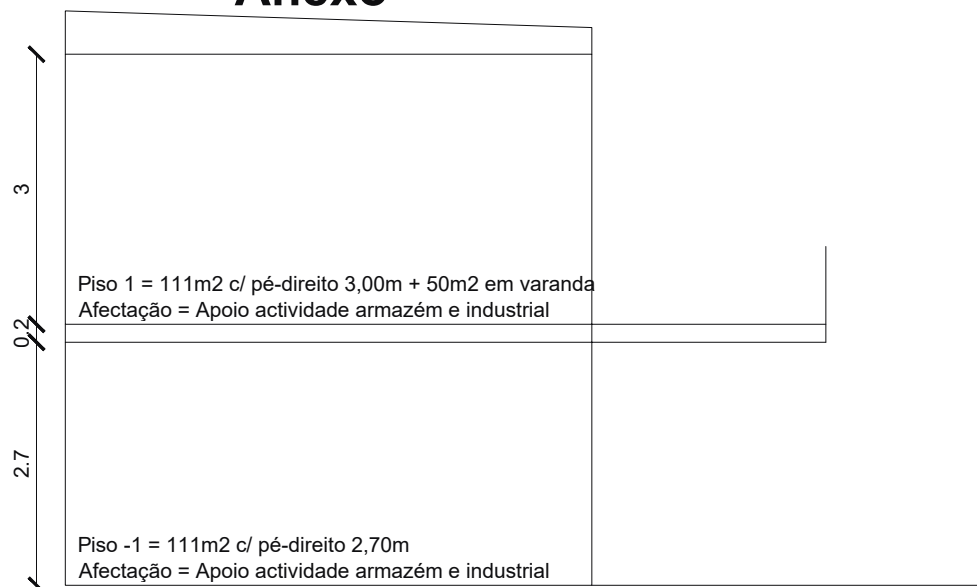 Anexo
3
Piso 1 = 111m2 c/ pé-direito 3,00m + 50m2 em varanda
Afectação = Apoio actividade armazém e industrial
0.2
2.7
Piso -1 = 111m2 c/ pé-direito 2,70m
Afectação = Apoio actividade armazém e industrial